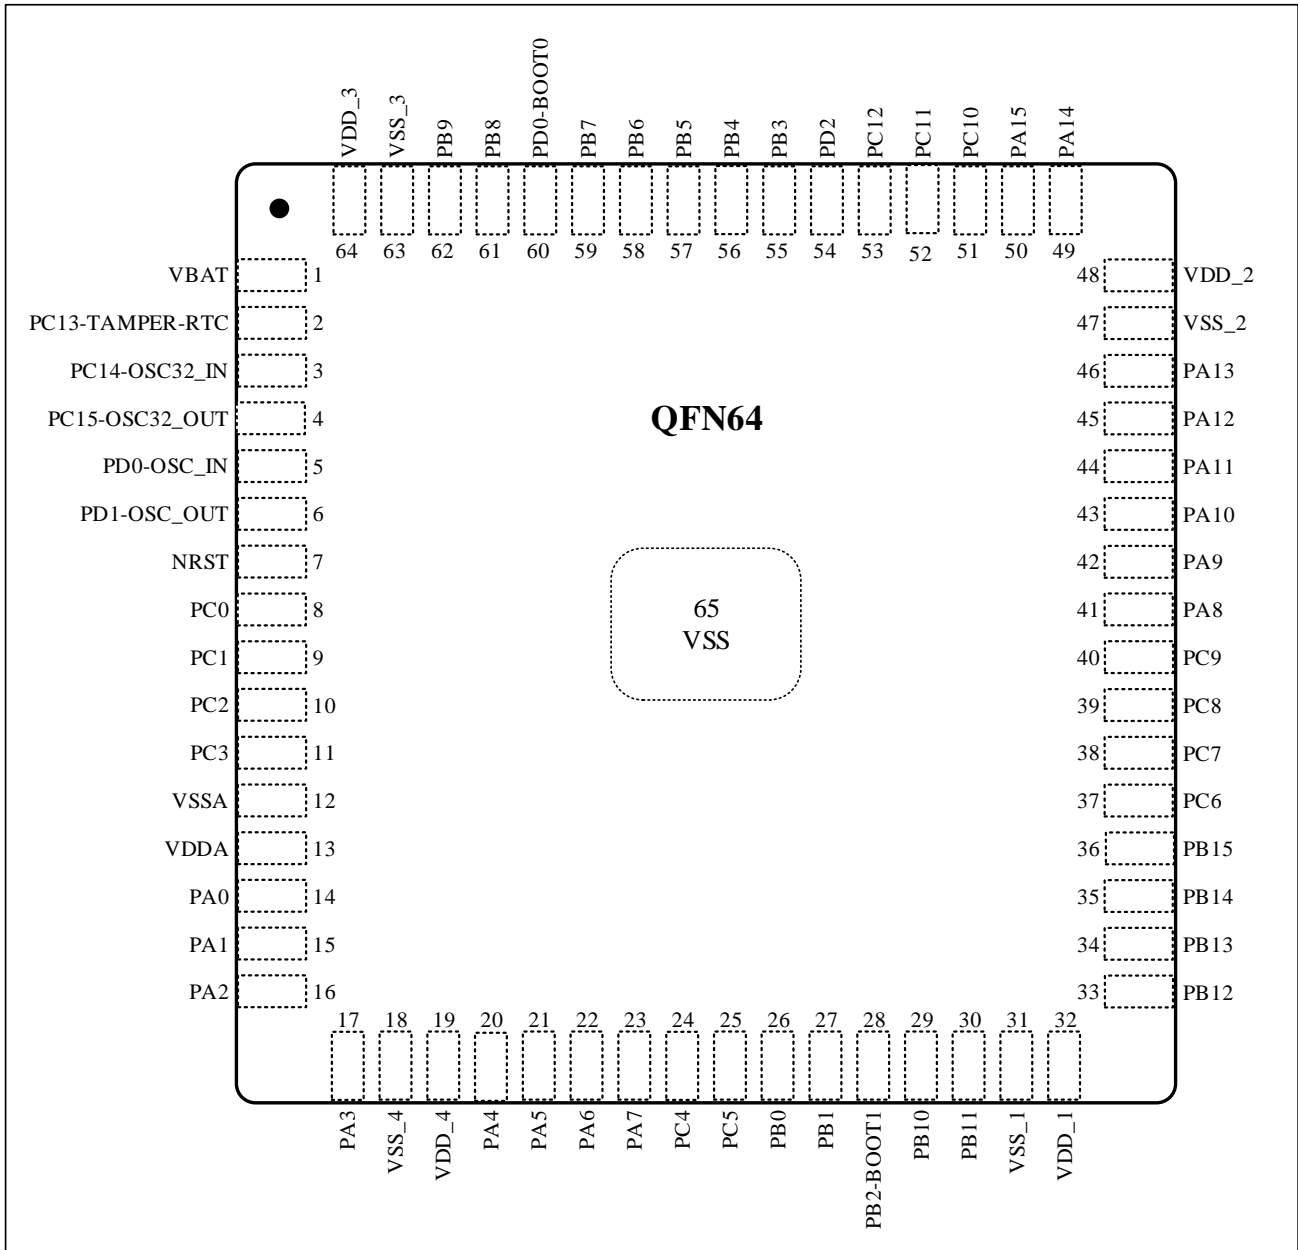 VDD_3
VSS_3
PB9
PB8
PD0-BOOT0
PB7
PB6
PB5
PB4
PB3
PD2
PC12
PC11
PC10
PA15
PA14
64 63 62 61 60 59 58 57 56 55 54 53 52 51 50 49
VBAT 1 48 VDD_2
PC13-TAMPER-RTC 2 47 VSS_2
PC14-OSC32_IN 3 46 PA13
PC15-OSC32_OUT 4 QFN64 45 PA12
PD0-OSC_IN 5 44 PA11
PD1-OSC_OUT 6 43 PA10
NRST 7 42 PA9
PC0 8 65 41 PA8
VSS
PC1 9 40 PC9
PC2 10 39 PC8
PC3 11 38 PC7
VSSA 12 37 PC6
VDDA 13 36 PB15
PA0 14 35 PB14
PA1 15 34 PB13
PA2 16 33 PB12
17 18 19 20 21 22 23 24 25 26 27 28 29 30 31 32
PA3
VSS_4
VDD_4
PA4
PA5
PA6
PA7
PC4
PC5
PB0
PB1
PB2-BOOT1
PB10
PB11
VSS_1
VDD_1